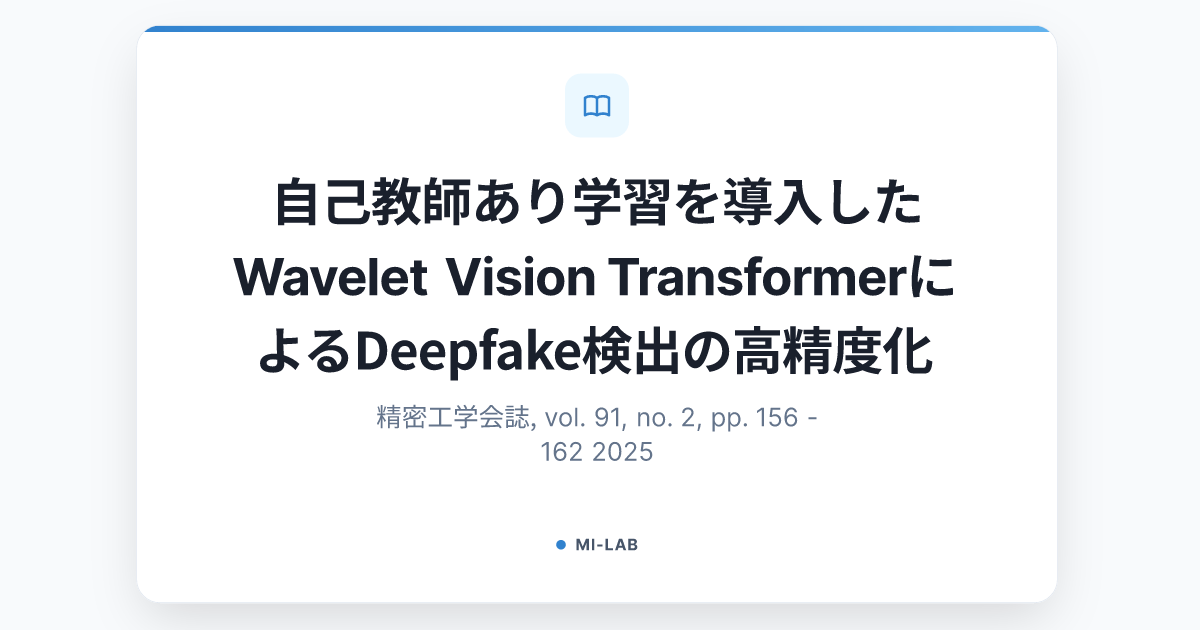 自己教師あり学習を導入した
Wavelet Vision Transformerに
よるDeepfake検出の高精度化
精密工学会誌, vol. 91, no. 2, pp. 156 -
162 2025
MI-LAB